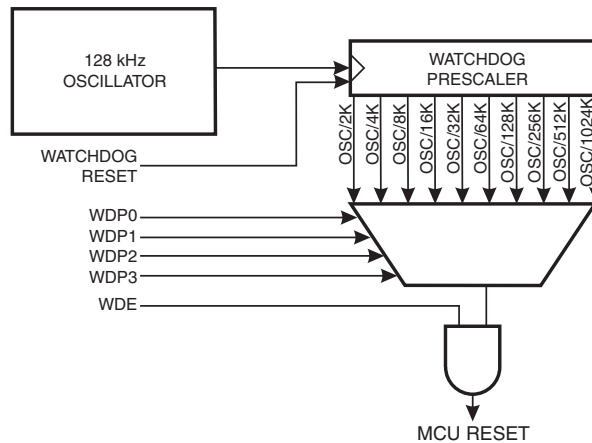 128 kHz
OSCILLATOR
WATCHDOG
PRESCALER
OSC/2K
OSC/4K
OSC/8K
OSC/16K
OSC/32K
OSC/64K
OSC/128K
OSC/256K
OSC/512K
OSC/1024K
WATCHDOG
RESET
WDP0
WDP1
WDP2
WDP3
WDE
MCU RESET